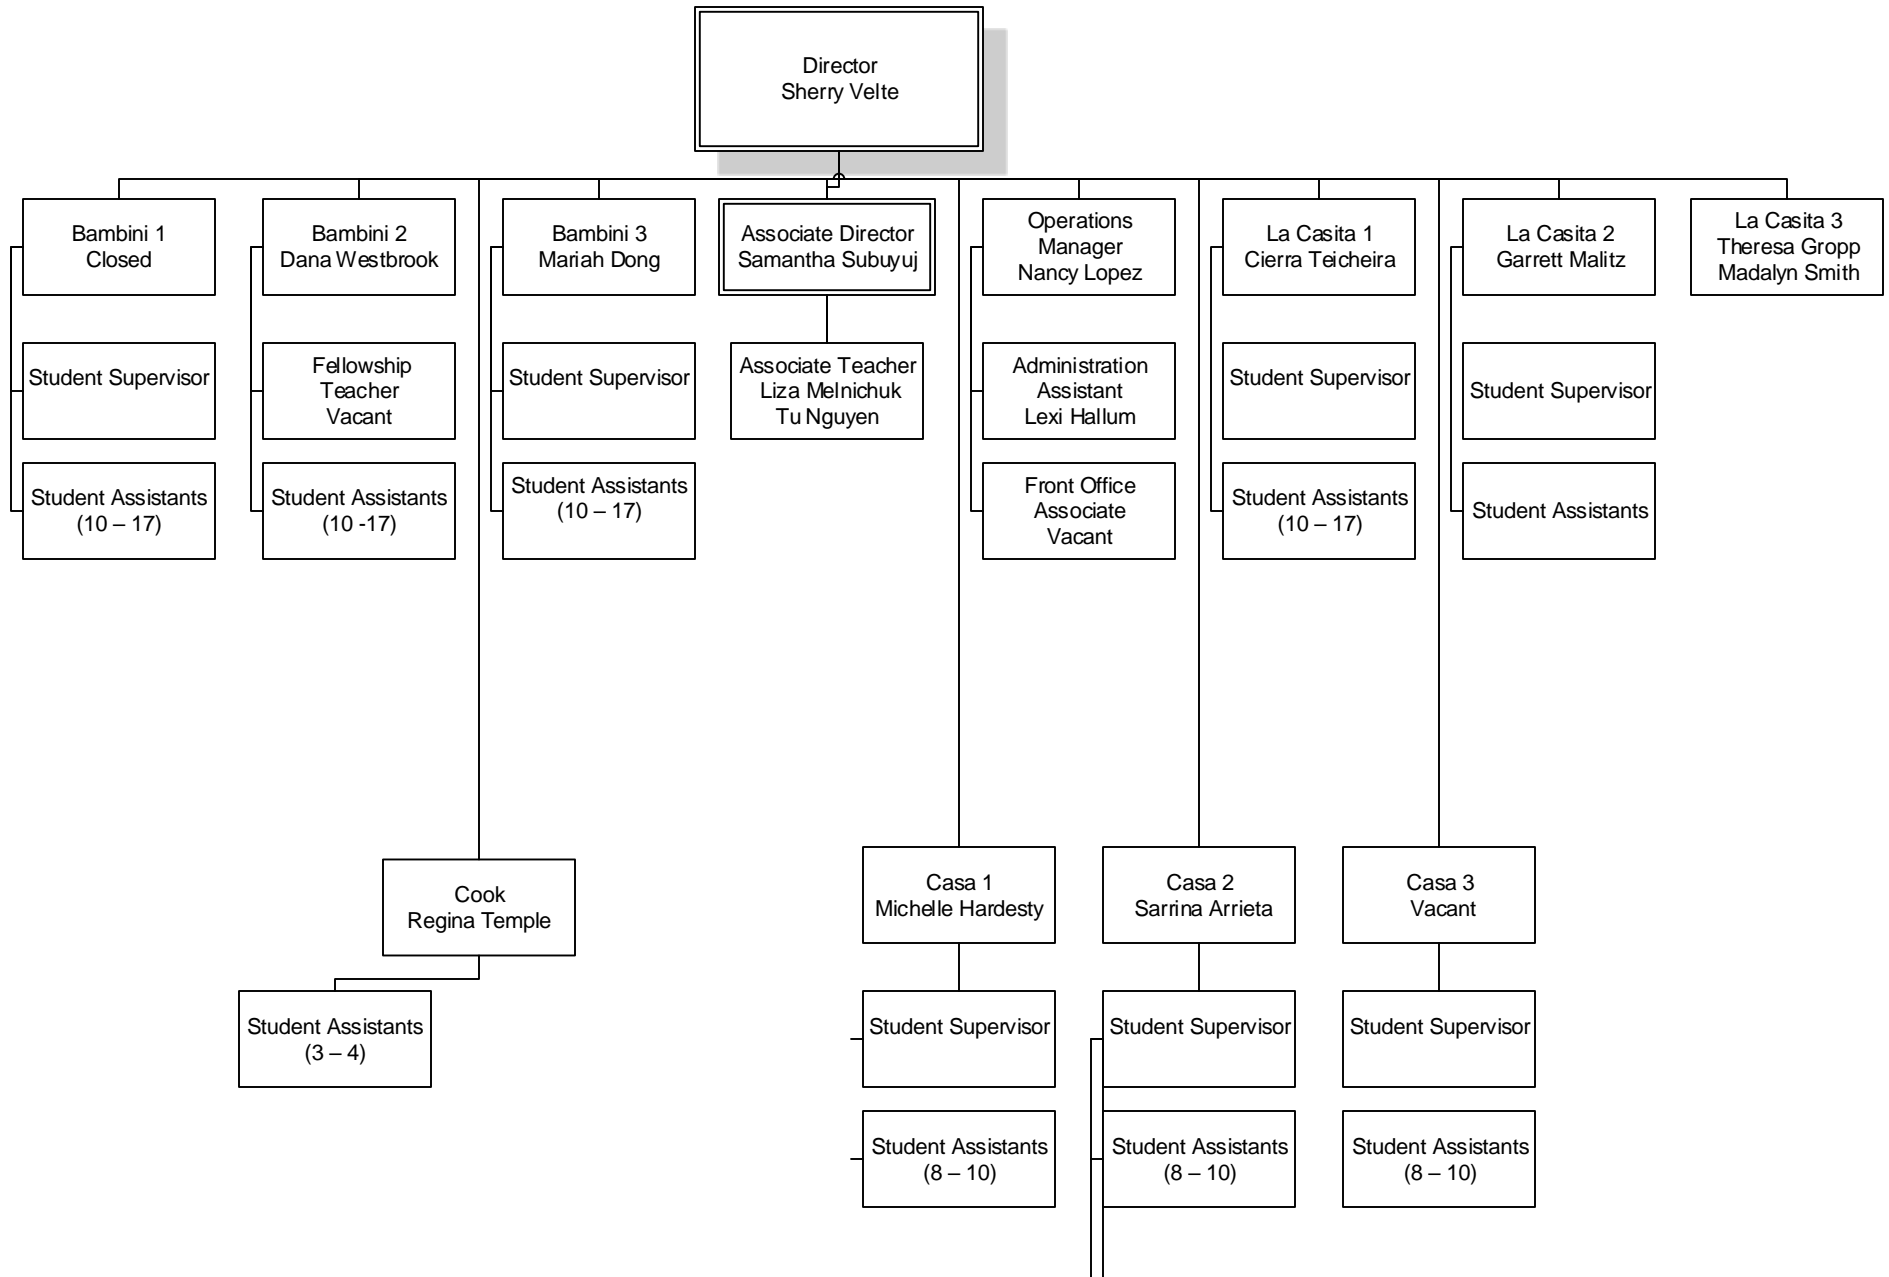 Director
Sherry Velte
Bambini 1
Closed
Bambini 2
Dana Westbrook
Bambini 3
Mariah Dong
Associate Director
Samantha Subuyuj
Operations
Manager
Nancy Lopez
La Casita 1
Cierra Teicheira
La Casita 2
Garrett Malitz
La Casita 3
Theresa Gropp
Madalyn Smith
Student Supervisor
Fellowship
Teacher
Vacant
Student Supervisor
Associate Teacher
Liza Melnichuk
Tu Nguyen
Administration
Assistant
Lexi Hallum
Student Supervisor
Student Supervisor
Student Assistants
(10 – 17)
Student Assistants
(10 -17)
Student Assistants
(10 – 17)
Front Office
Associate
Vacant
Student Assistants
(10 – 17)
Student Assistants
Cook
Regina Temple
Casa 1
Michelle Hardesty
Casa 2
Sarrina Arrieta
Casa 3
Vacant
Student Assistants
(3 – 4)
Student Supervisor
Student Supervisor
Student Supervisor
Student Assistants
(8 – 10)
Student Assistants
(8 – 10)
Student Assistants
(8 – 10)